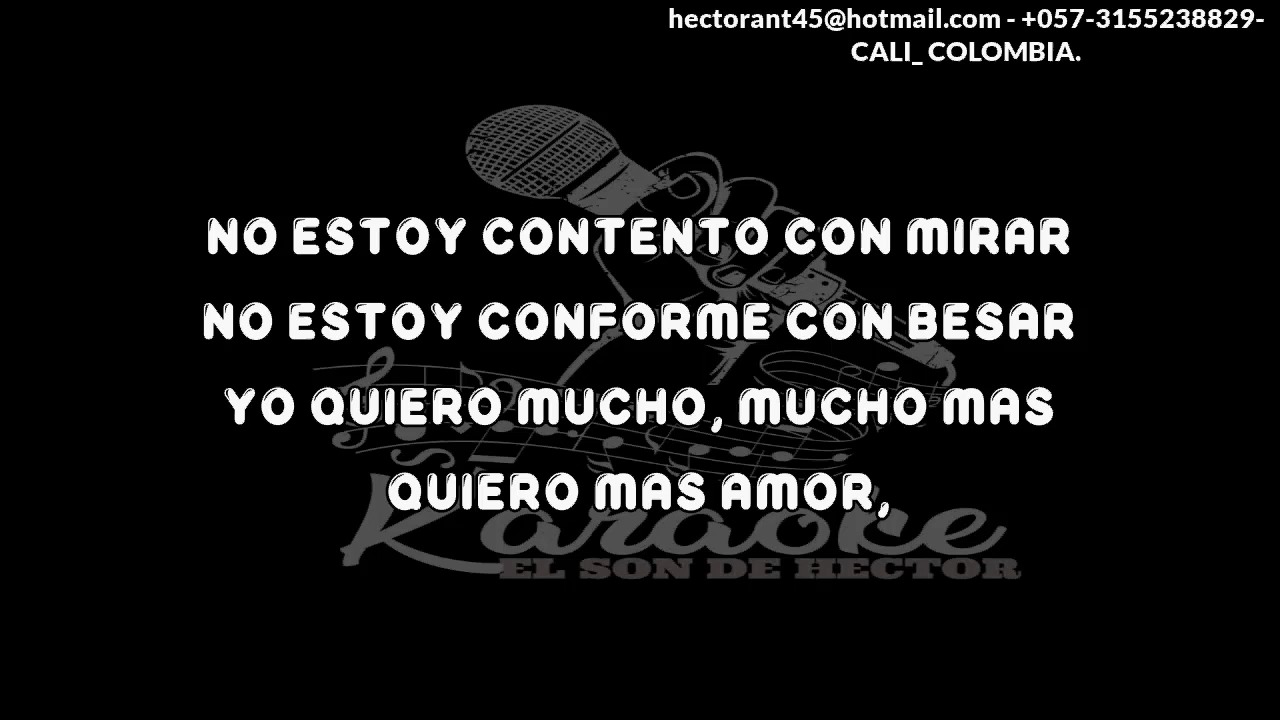 hectorant45@hotmail.com - +057-3155238829-
CALI_ COLOMBIA.
NO ESTOY CONTENTO CON MIRAR
NO ESTOY CONFORME CON BESAR
YO QUIERO MUCHO, MUCHO MAS
QUIERO MAS AMOR,
Karaoke
EL SON DE HECTOR